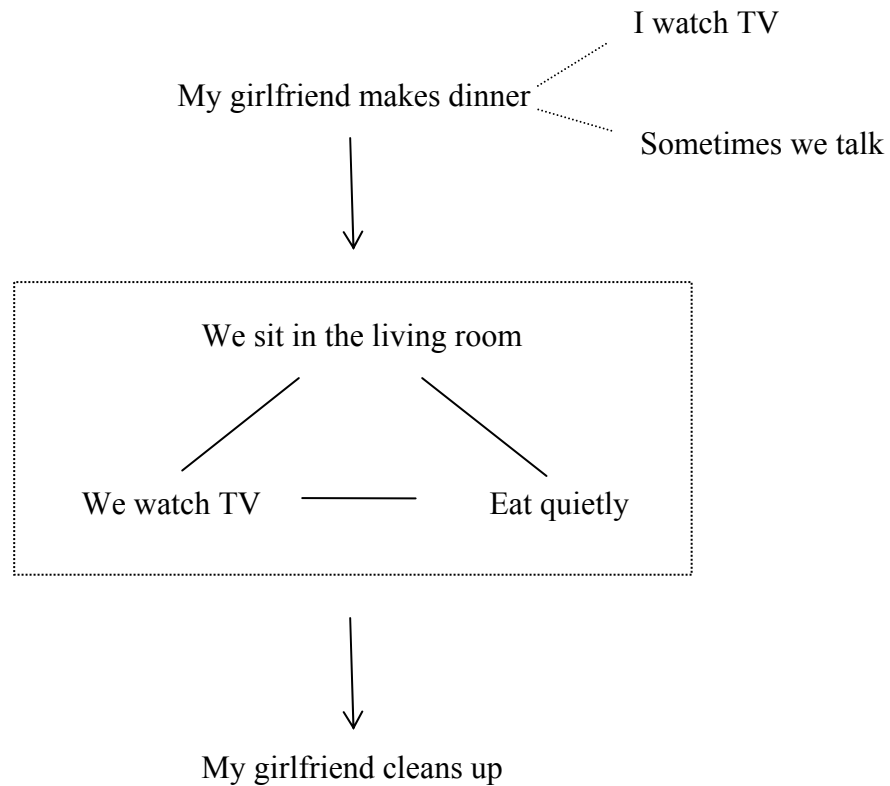 I watch TV
My girlfriend makes dinner
Sometimes we talk
We sit in the living room
We watch TV
Eat quietly
My girlfriend cleans up